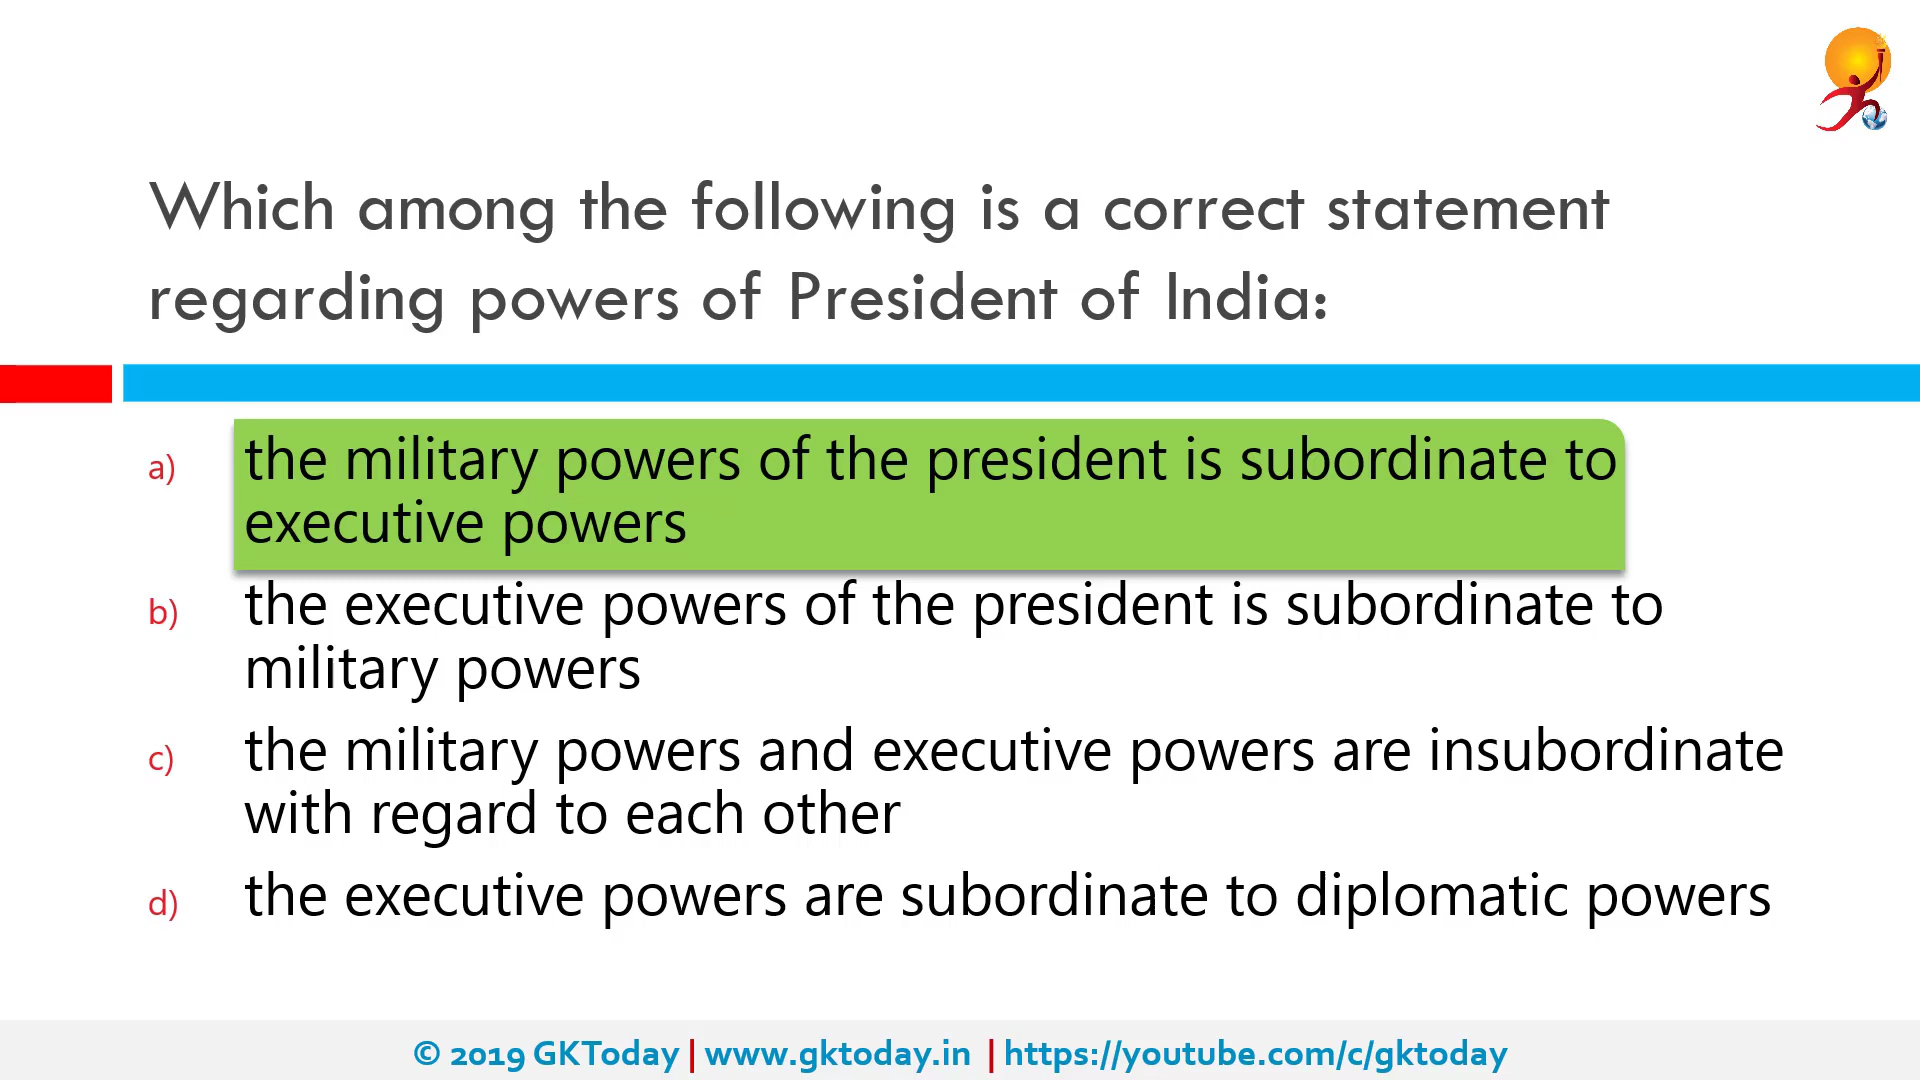 Which among the following is a correct statement
regarding powers of President of India:
a) the military powers of the president is subordinate to
executive powers
b) the executive powers of the president is subordinate to
military powers
c) the military powers and executive powers are insubordinate
with regard to each other
d) the executive powers are subordinate to diplomatic powers
© 2019 GKToday | www.gktoday.in | https://youtube.com/c/gktoday